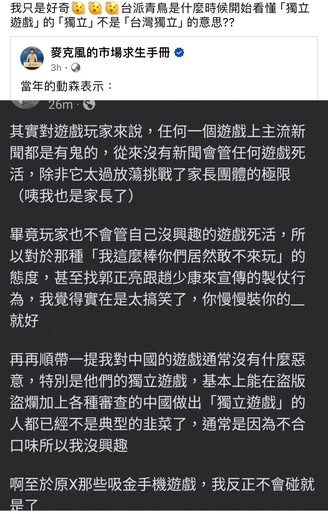 我只是好奇🫢🫢🫢台派青鳥是什麼時候開始看懂「獨立
遊戲」的「獨立」不是「台灣獨立」的意思??
麥克風的市場求生手冊
3h ·
當年的動森表示：
26m ·
其實對遊戲玩家來說，任何一個遊戲上主流新
聞都是有鬼的，從來沒有新聞會管任何遊戲死
活，除非它太過放蕩挑戰了家長團體的極限
（咦我也是家長了）
畢竟玩家也不會管自己沒興趣的遊戲死活，所
以對於那種「我這麼棒你們居然敢不來玩」的
態度，甚至找郭正亮跟趙少康來宣傳的製仗行
為，我覺得實在是太搞笑了，你慢慢裝你的__
就好
再再順帶一提我對中國的遊戲通常沒有什麼惡
意，特別是他們的獨立遊戲，基本上能在盜版
盜爛加上各種審查的中國做出「獨立遊戲」的
人都已經不是典型的韭菜了，通常是因為不合
口味所以我沒興趣
啊至於原X那些吸金手機遊戲，我反正不會碰就
是了